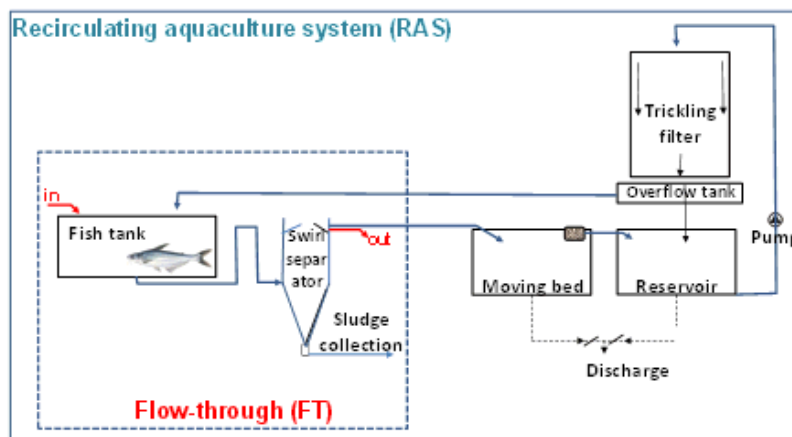 Recirculating aquaculture system (RAS)
Trickling
filter
Overflow tank
in
Fish tank
Swirl
separ
ator
out
Pump
Moving bed
Reservoir
Sludge
collection
Discharge
Flow-through (FT)